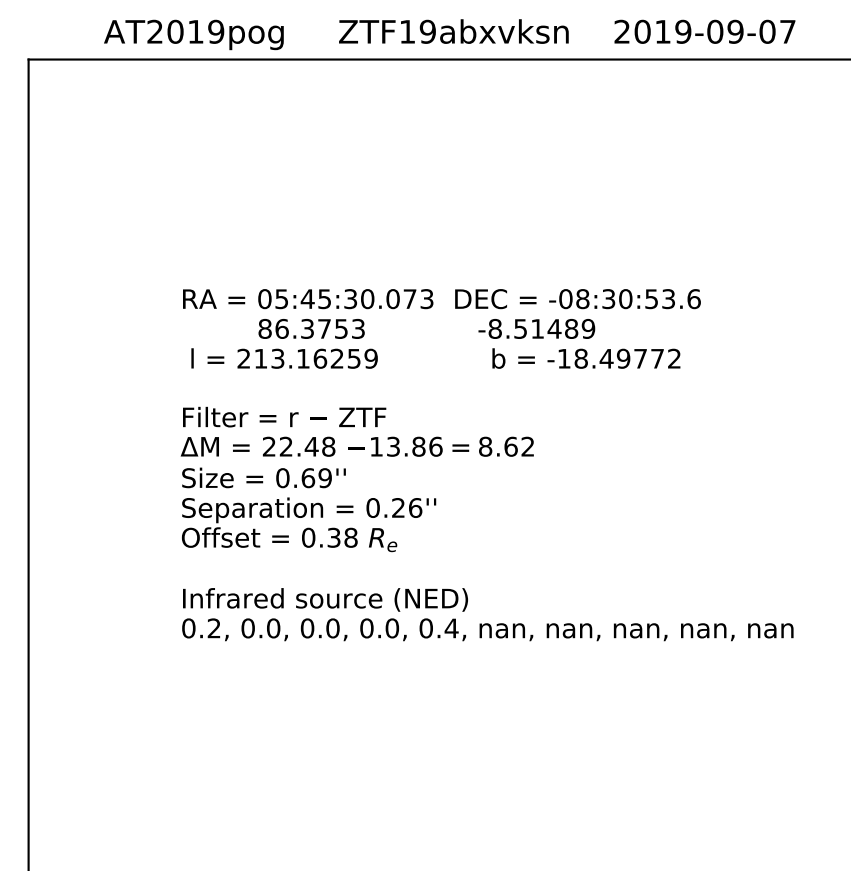 AT2019pog ZTF19abxvksn 2019-09-07
RA = 05:45:30.073 DEC = -08:30:53.6
86.3753 -8.51489
l = 213.16259 b = -18.49772
Filter = r − ZTF
ΔM = 22.48 −13.86 = 8.62
Size = 0.69''
Separation = 0.26''
Offset = 0.38 Re
Infrared source (NED)
0.2, 0.0, 0.0, 0.0, 0.4, nan, nan, nan, nan, nan